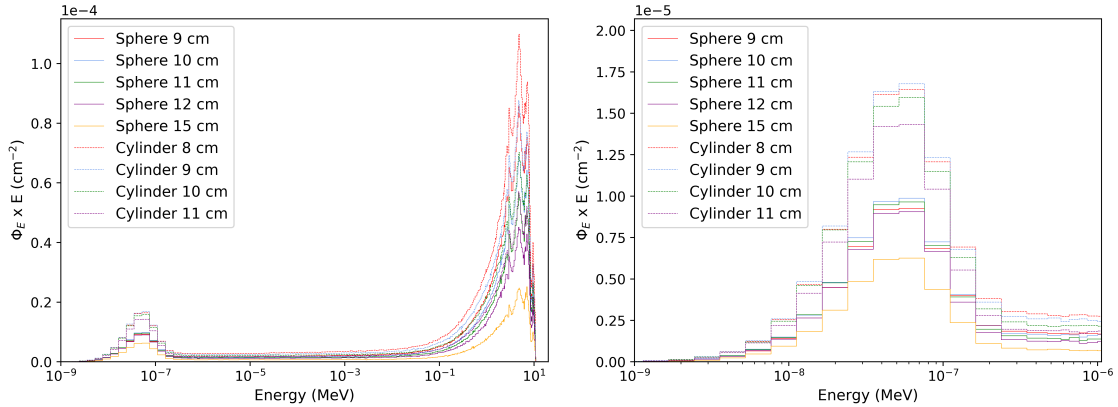 1e−4
Φ_E x E (cm⁻²)
1.0
0.8
0.6
0.4
0.2
0.0
Sphere 9 cm
Sphere 10 cm
Sphere 11 cm
Sphere 12 cm
Sphere 15 cm
Cylinder 8 cm
Cylinder 9 cm
Cylinder 10 cm
Cylinder 11 cm
10⁻⁹
10⁻⁷
10⁻⁵
10⁻³
10⁻¹
10¹
Energy (MeV)
1e−5
Φ_E x E (cm⁻²)
2.00
1.75
1.50
1.25
1.00
0.75
0.50
0.25
0.00
Sphere 9 cm
Sphere 10 cm
Sphere 11 cm
Sphere 12 cm
Sphere 15 cm
Cylinder 8 cm
Cylinder 9 cm
Cylinder 10 cm
Cylinder 11 cm
10⁻⁹
10⁻⁸
10⁻⁷
10⁻⁶
Energy (MeV)